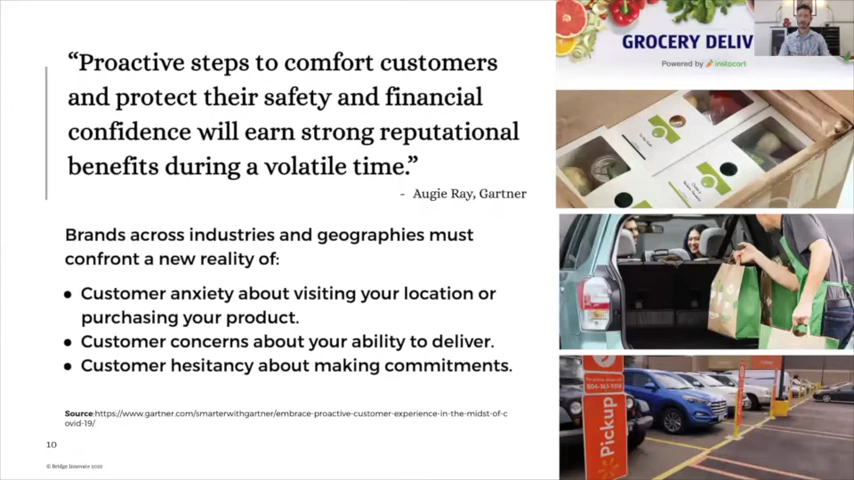 “Proactive steps to comfort customers
and protect their safety and financial
confidence will earn strong reputational
benefits during a volatile time.”
- Augie Ray, Gartner
Brands across industries and geographies must
confront a new reality of:
● Customer anxiety about visiting your location or
purchasing your product.
● Customer concerns about your ability to deliver.
● Customer hesitancy about making commitments.
Source:https://www.gartner.com/smarterwithgartner/embrace-proactive-customer-experience-in-the-midst-of-c
ovid-19/
10
© Bridge Innovate 2020
GROCERY DELIV
Powered by instacart
Pickup